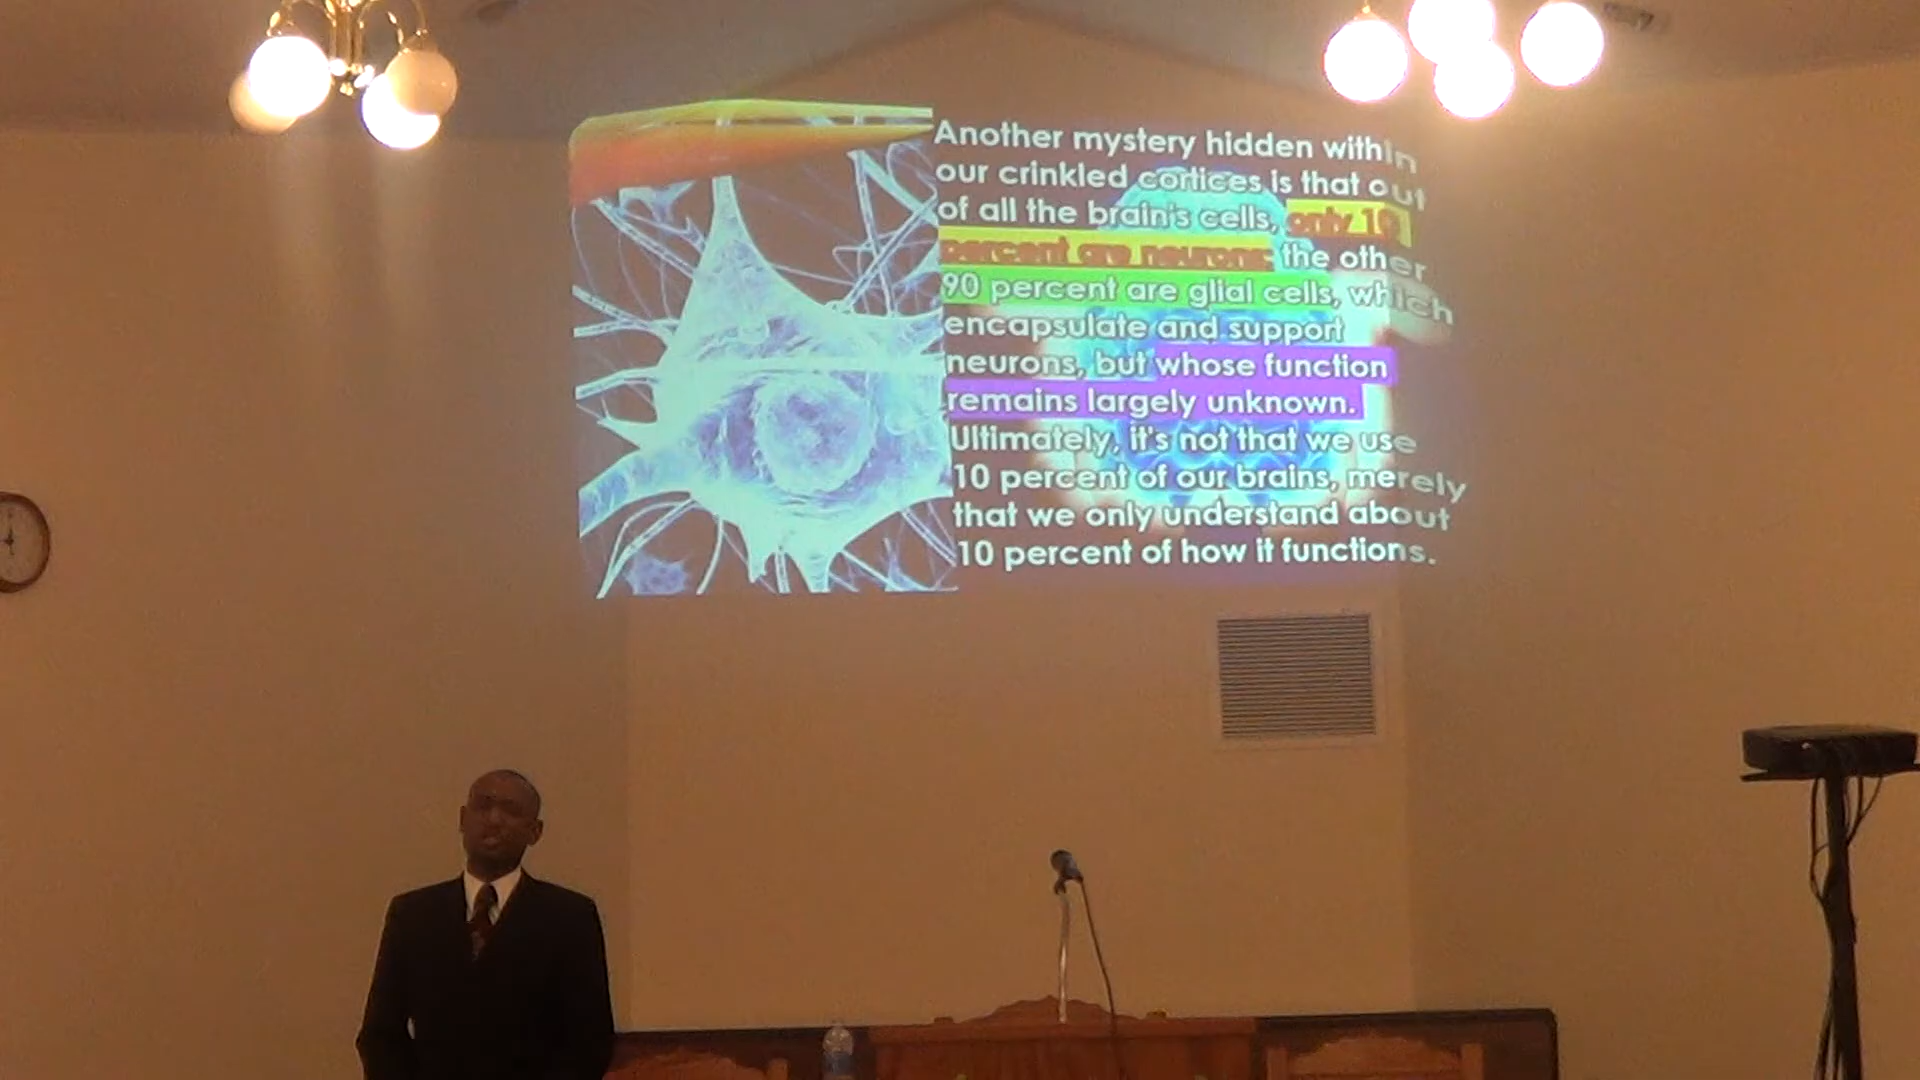 Another mystery hidden within
our crinkled cortices is that out
of all the brain's cells, only 10
percent are neurons; the other
90 percent are glial cells, which
encapsulate and support
neurons, but whose function
remains largely unknown.
Ultimately, it's not that we use
10 percent of our brains, merely
that we only understand about
10 percent of how it functions.